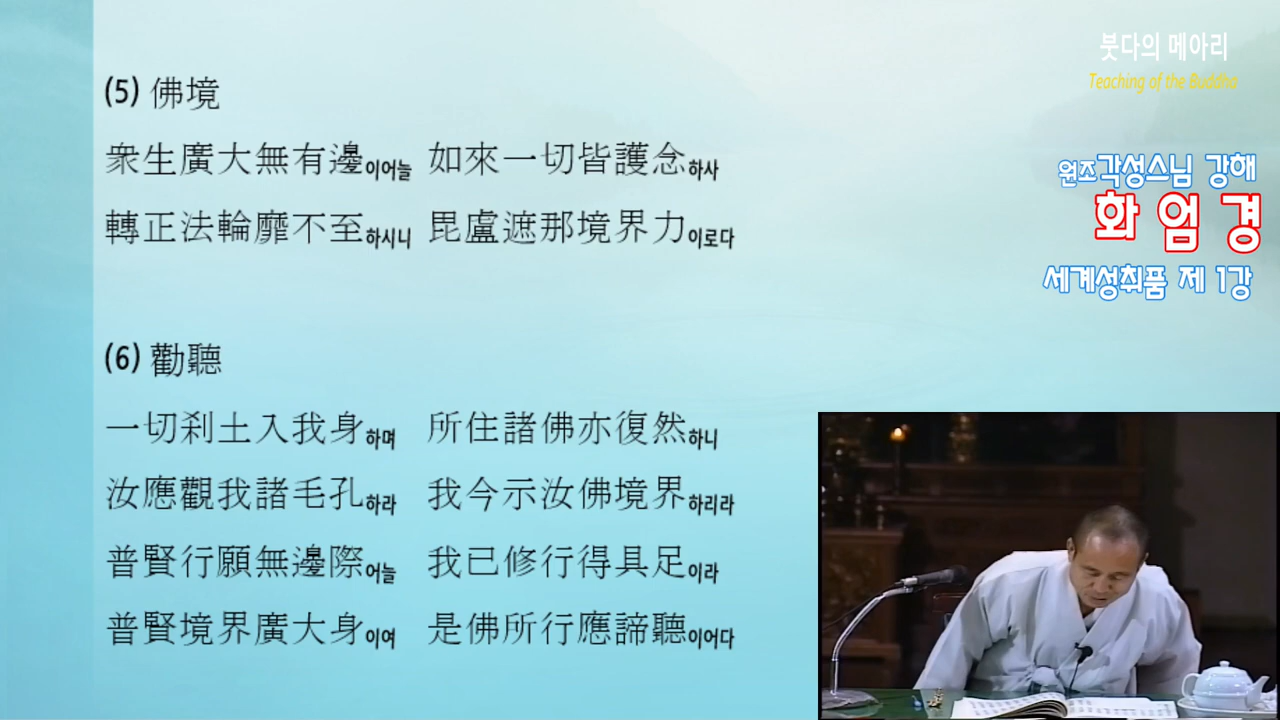 (5) 佛境
衆生廣大無有邊이어늘 如來一切皆護念하사
轉正法輪靡不至하시니 毘盧遮那境界力이로다
(6) 勸聽
一切刹土入我身하며 所住諸佛亦復然하니
汝應觀我諸毛孔하라 我今示汝佛境界하리라
普賢行願無邊際어늘 我已修行得具足이라
普賢境界廣大身이여 是佛所行應諦聽이어다
붓다의 메아리
Teaching of the Buddha
원조각성스님 강해
화엄경
세계성취품 제 1강